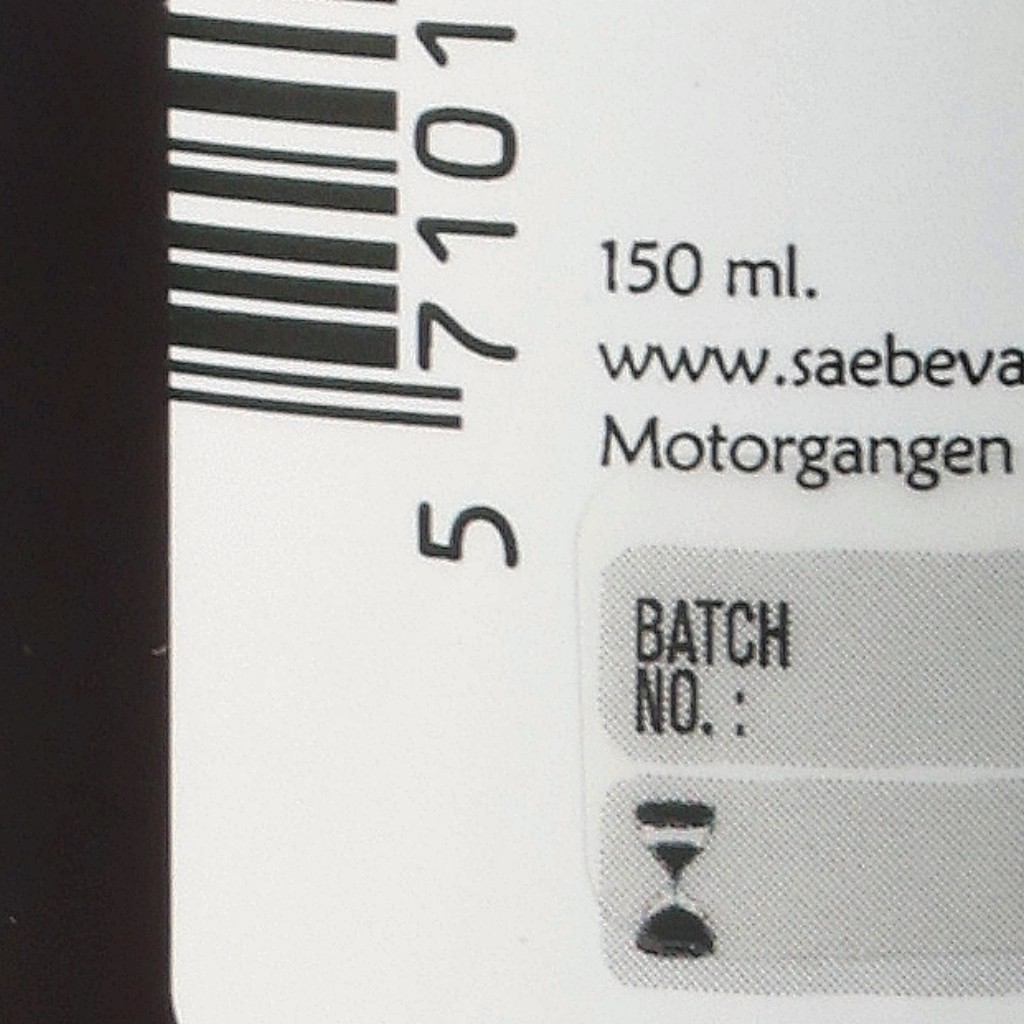 5 7101
150 ml.
www.saebeva
Motorgangen
BATCH
NO. :